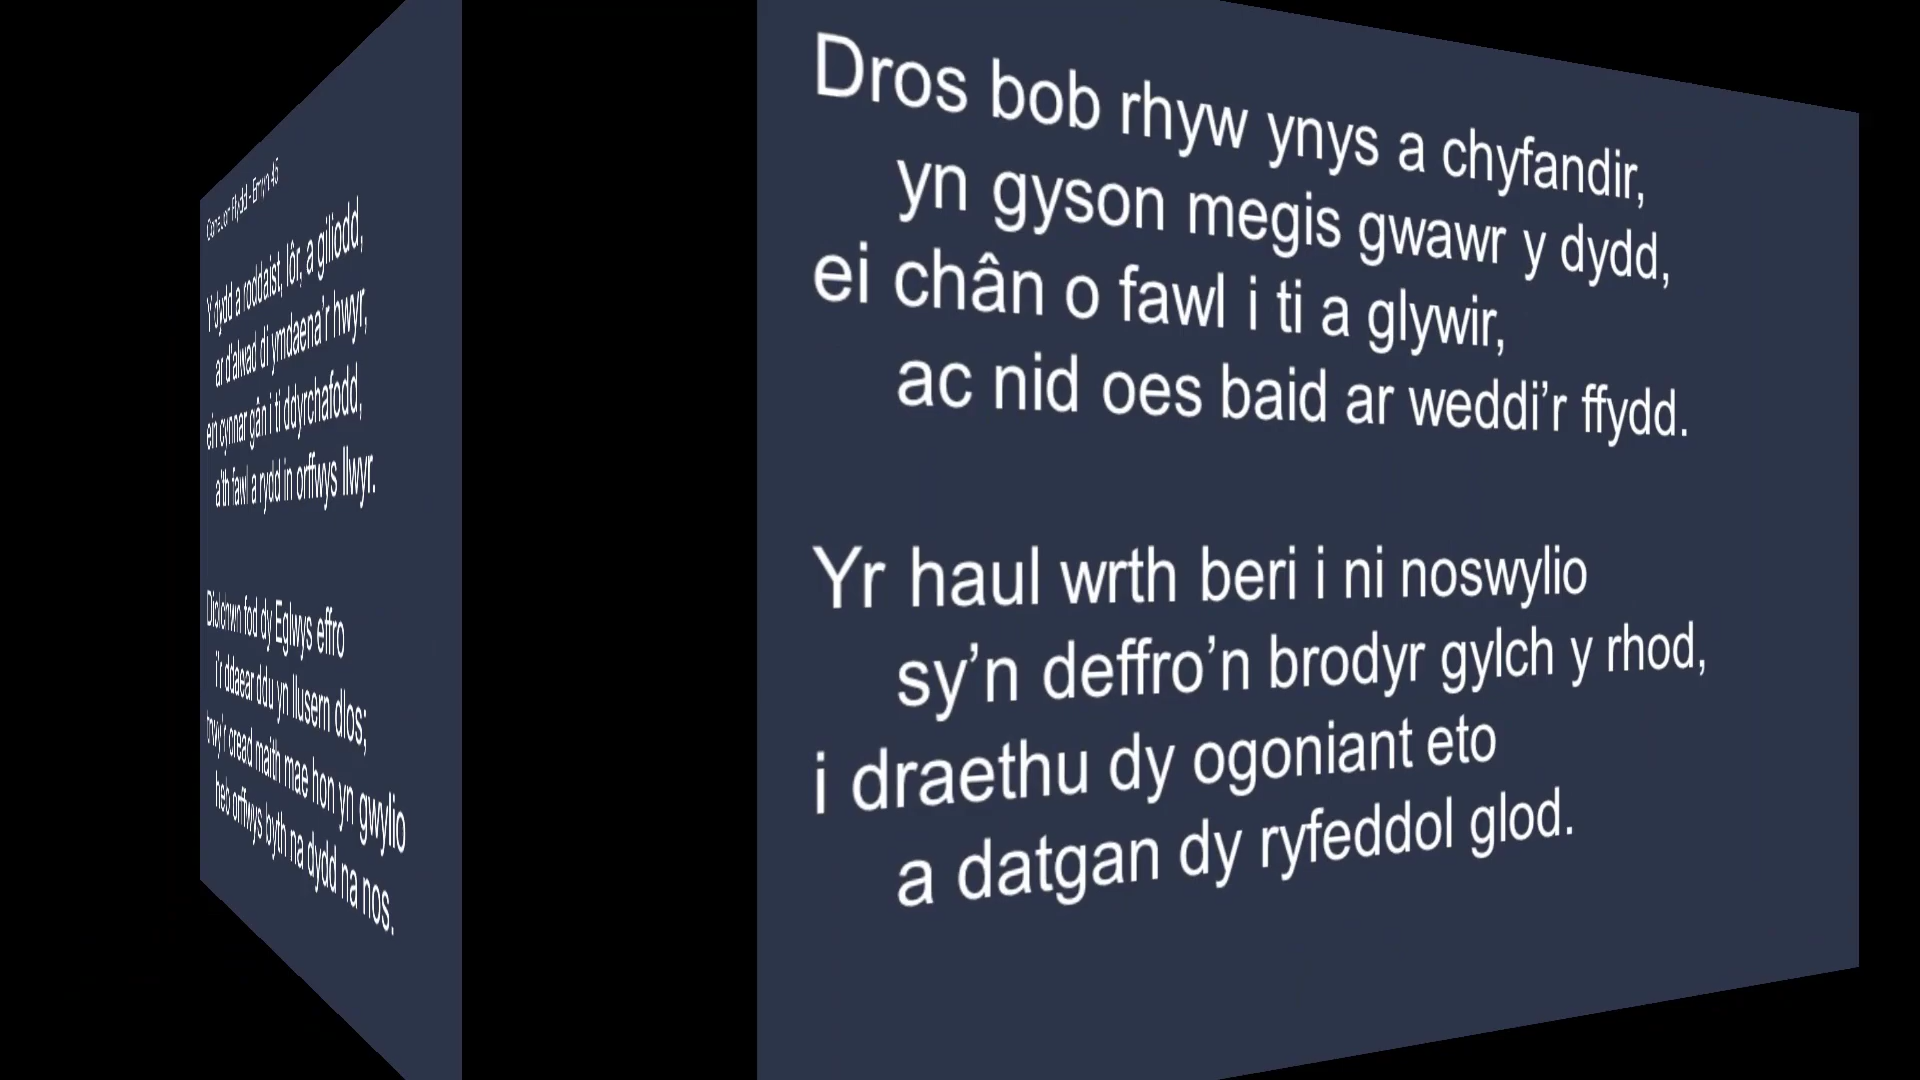 Caneuon Ffydd - Emyn 45
Y dydd a roddaist, Iôr, a giliodd,
ar d'alwad di ymdaena'r hwyr,
ein cynnar gân i ti ddyrchafodd,
a'th fawl a rydd in orffwys llwyr.
Diolchwn fod dy Eglwys effro
i'r ddaear ddu yn llusern dlos;
trwy'r cread maith mae hon yn gwylio
heb orffwys byth na dydd na nos.
Dros bob rhyw ynys a chyfandir,
yn gyson megis gwawr y dydd,
ei chân o fawl i ti a glywir,
ac nid oes baid ar weddi’r ffydd.
Yr haul wrth beri i ni noswylio
sy’n deffro’n brodyr gylch y rhod,
i draethu dy ogoniant eto
a datgan dy ryfeddol glod.